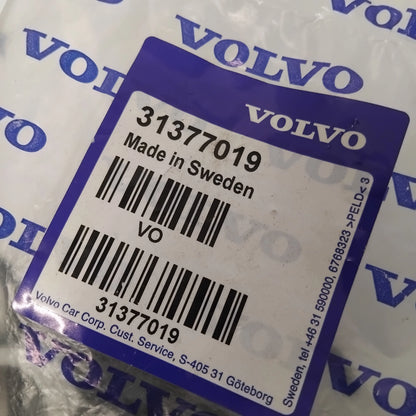 VOLVO
VOLVO
VOLVO
31377019
Made in Sweden
VO
31377019
Volvo Car Corp. Cust. Service, S-405 31 Göteborg
Sweden, tel +46 31 590000, 6768323 >PELD< 3
VOLVO
VOLVO